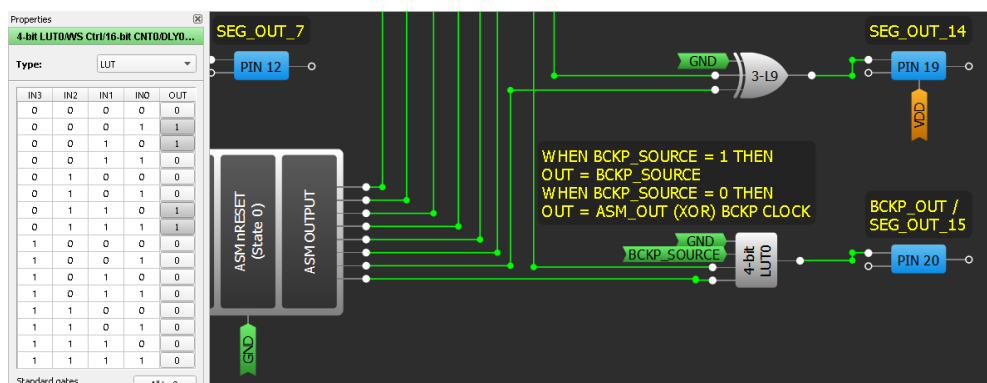 Properties
4-bit LUT0/WS Ctrl/16-bit CNT0/DLY0...
Type: LUT
IN3 IN2 IN1 IN0 OUT
0 0 0 0 0
0 0 0 1 1
0 0 1 0 1
0 0 1 1 0
0 1 0 0 0
0 1 0 1 0
0 1 1 0 1
0 1 1 1 1
1 0 0 0 0
1 0 0 1 0
1 0 1 0 0
1 0 1 1 0
1 1 0 0 0
1 1 0 1 0
1 1 1 0 0
1 1 1 1 0
Standard gates
SEG_OUT_7
PIN 12
ASM nRESET
(State 0)
ASM OUTPUT
GND
GND
3-L9
SEG_OUT_14
PIN 19
VDD
WHEN BCKP_SOURCE = 1 THEN
OUT = BCKP_SOURCE
WHEN BCKP_SOURCE = 0 THEN
OUT = ASM_OUT (XOR) BCKP CLOCK
GND
BCKP_SOURCE
4-bit
LUT0
BCKP_OUT /
SEG_OUT_15
PIN 20